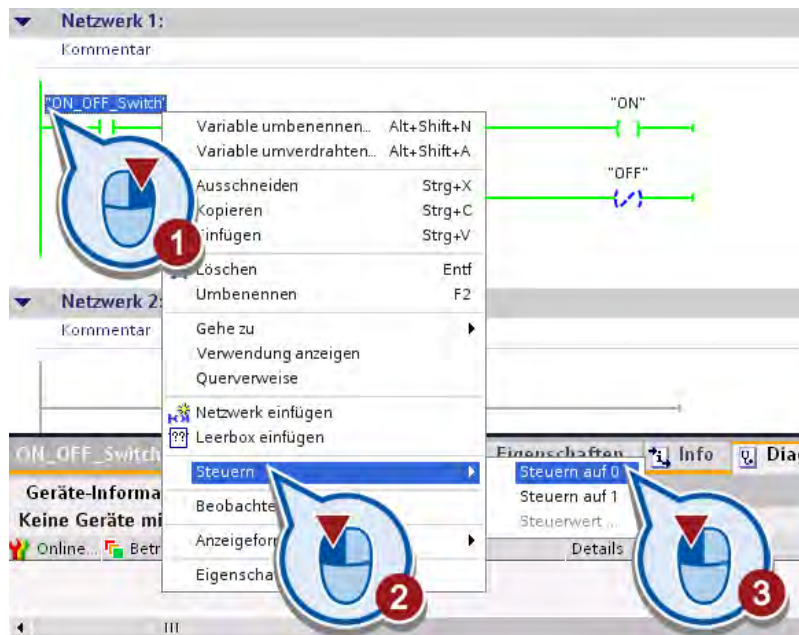 Netzwerk 1:
Kommentar
"ON_OFF_Switch"
"ON"
"OFF"
Variable umbenennen... Alt+Shift+N
Variable umverdrahten... Alt+Shift+A
Ausschneiden Strg+X
Kopieren Strg+C
Einfügen Strg+V
1
Löschen Entf
Umbenennen F2
Netzwerk 2:
Kommentar
Gehe zu
Verwendung anzeigen
Querverweise
Netzwerk einfügen
?? Leerbox einfügen
ON_OFF_Switch
Eigenschaften
Info
Dia
Steuern
Steuern auf 0
Steuern auf 1
Steuerwert ...
Geräte-Informa
Keine Geräte mi
Beobachte
Online... Betr
Anzeigefor
Details
Eigenscha
2
3